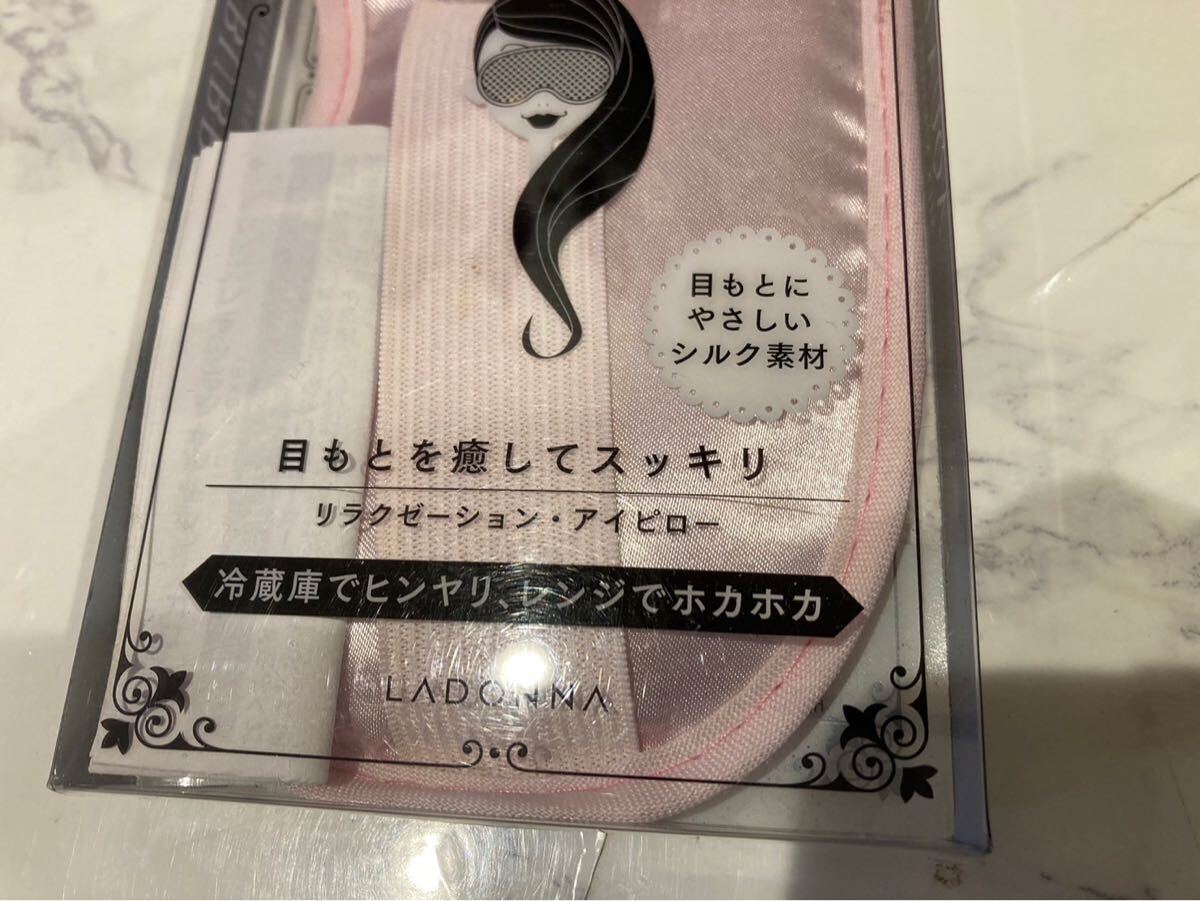 目もとに
やさしい
シルク素材
目もとを癒してスッキリ
リラクゼーション・アイピロー
冷蔵庫でヒンヤリ、レンジでホカホカ
LADONNA